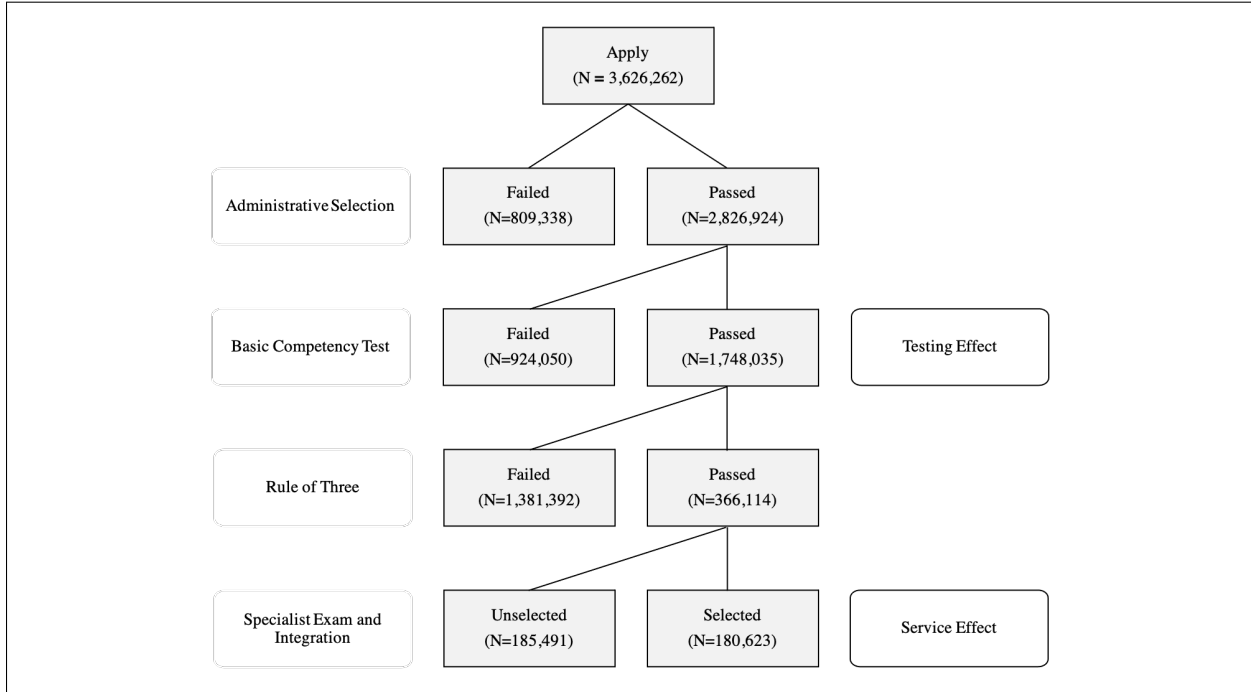 Apply
(N = 3,626,262)
Administrative Selection
Failed
(N=809,338)
Passed
(N=2,826,924)
Basic Competency Test
Failed
(N=924,050)
Passed
(N=1,748,035)
Testing Effect
Rule of Three
Failed
(N=1,381,392)
Passed
(N=366,114)
Specialist Exam and
Integration
Unselected
(N=185,491)
Selected
(N=180,623)
Service Effect